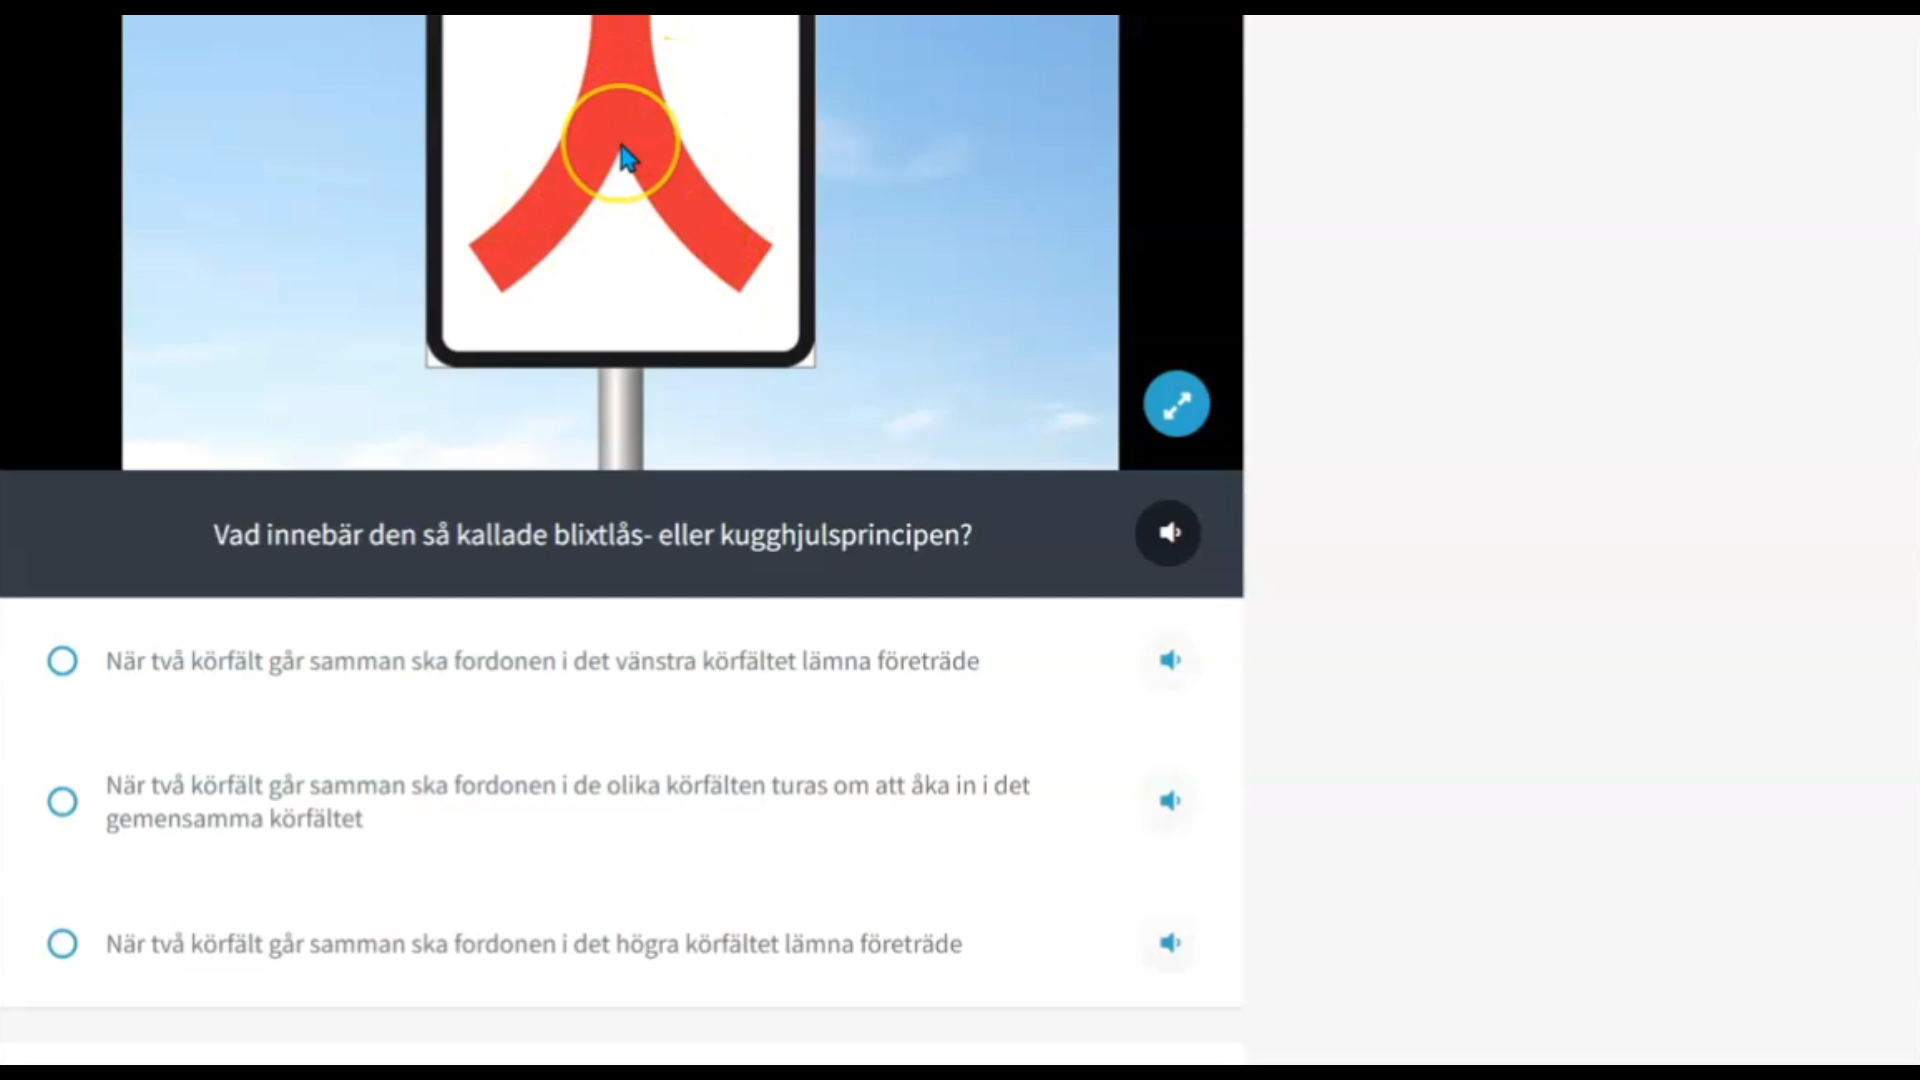 Vad innebär den så kallade blixtlås- eller kugghjulsprincipen?
När två körfält går samman ska fordonen i det vänstra körfältet lämna företräde
När två körfält går samman ska fordonen i de olika körfälten turas om att åka in i det
gemensamma körfältet
När två körfält går samman ska fordonen i det högra körfältet lämna företräde